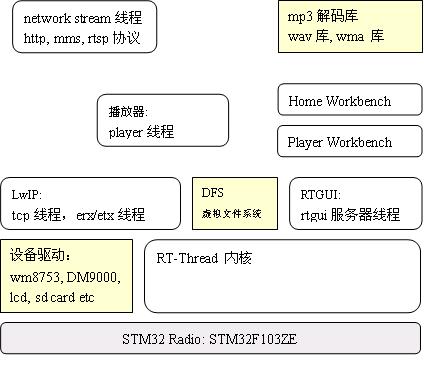 network stream 线程
http, mms, rtsp 协议
mp3 解码库
wav 库, wma 库
播放器:
player 线程
Home Workbench
Player Workbench
LwIP:
tcp 线程，erx/etx 线程
DFS
虚拟文件系统
RTGUI:
rtgui 服务器线程
设备驱动：
wm8753, DM9000,
lcd, sd card etc
RT-Thread 内核
STM32 Radio: STM32F103ZE